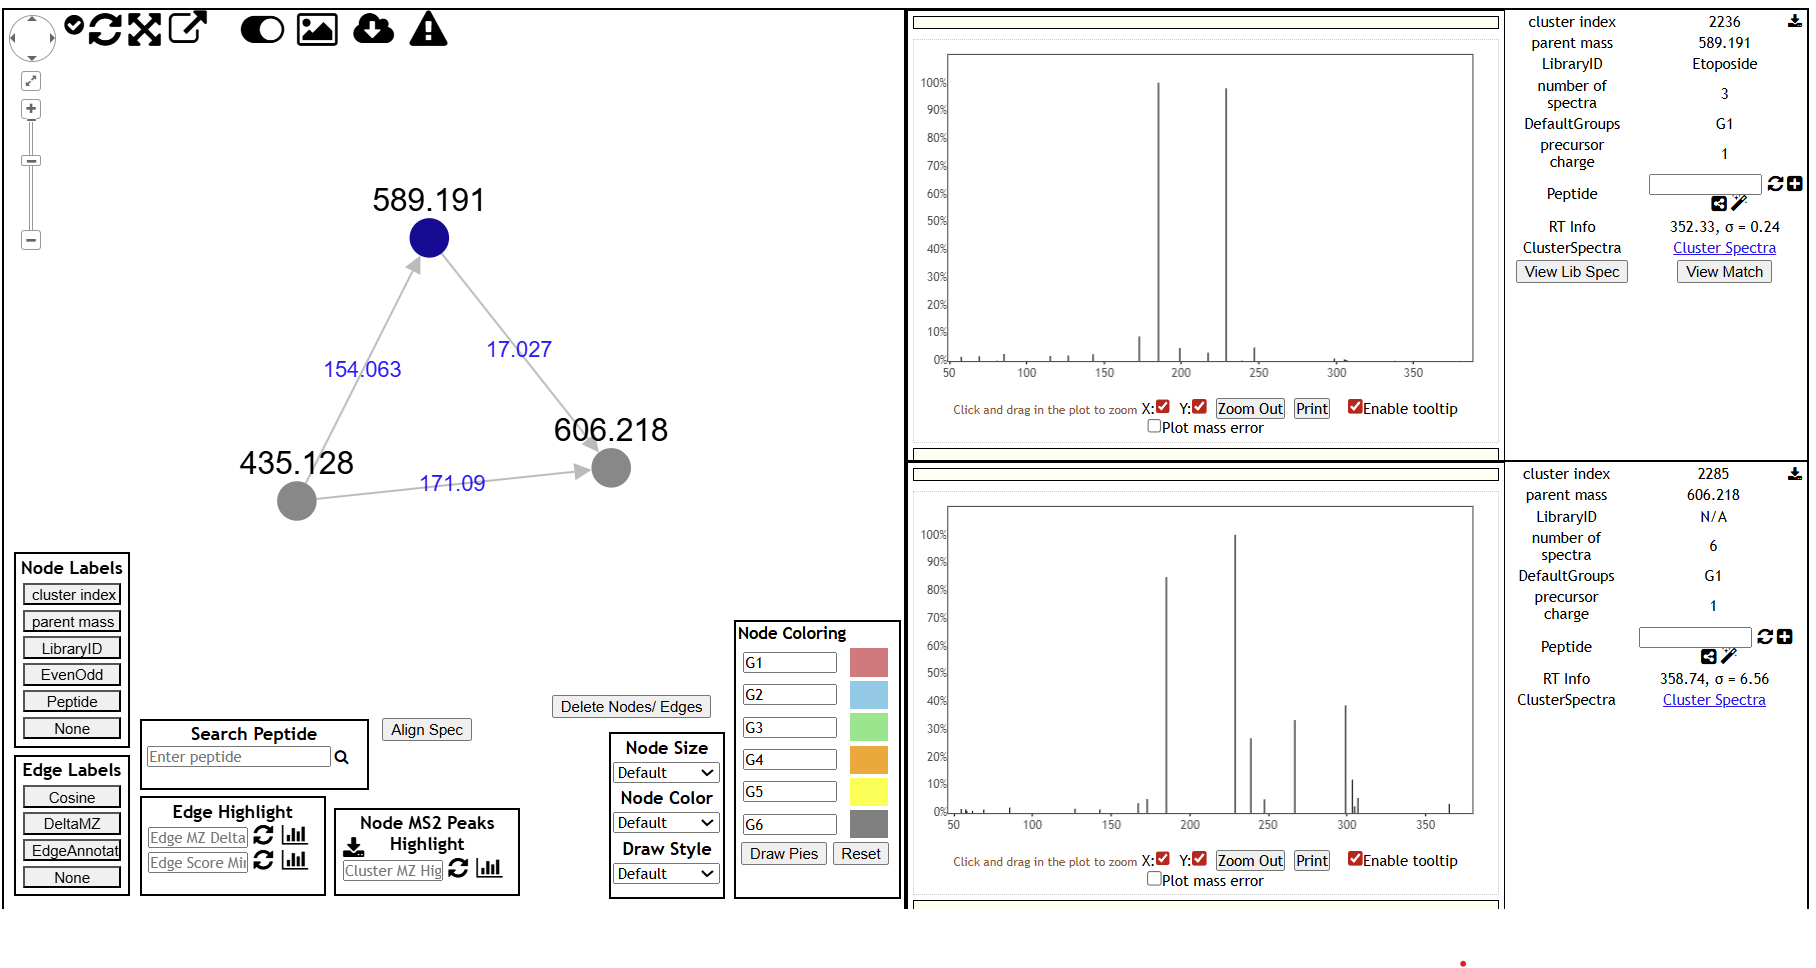 589.191
154.063
17.027
606.218
435.128
171.09
Node Labels
cluster index
parent mass
LibraryID
EvenOdd
Peptide
None
Edge Labels
Cosine
DeltaMZ
EdgeAnnotat
None
Search Peptide
Enter peptide
Align Spec
Edge Highlight
Edge MZ Delta
Edge Score Mi
Node MS2 Peaks
Highlight
Cluster MZ Hig
Delete Nodes/ Edges
Node Size
Default
Node Color
Default
Draw Style
Default
Node Coloring
G1
G2
G3
G4
G5
G6
Draw Pies Reset
100%
90%
80%
70%
60%
50%
40%
30%
20%
10%
0%
50 100 150 200 250 300 350
Click and drag in the plot to zoom X: Y: Zoom Out Print Enable tooltip
Plot mass error
cluster index 2236
parent mass 589.191
LibraryID Etoposide
number of
spectra 3
DefaultGroups G1
precursor
charge 1
Peptide
RT Info 352.33, σ = 0.24
ClusterSpectra Cluster Spectra
View Lib Spec View Match
100%
90%
80%
70%
60%
50%
40%
30%
20%
10%
0%
50 100 150 200 250 300 350
Click and drag in the plot to zoom X: Y: Zoom Out Print Enable tooltip
Plot mass error
cluster index 2285
parent mass 606.218
LibraryID N/A
number of
spectra 6
DefaultGroups G1
precursor
charge 1
Peptide
RT Info 358.74, σ = 6.56
ClusterSpectra Cluster Spectra